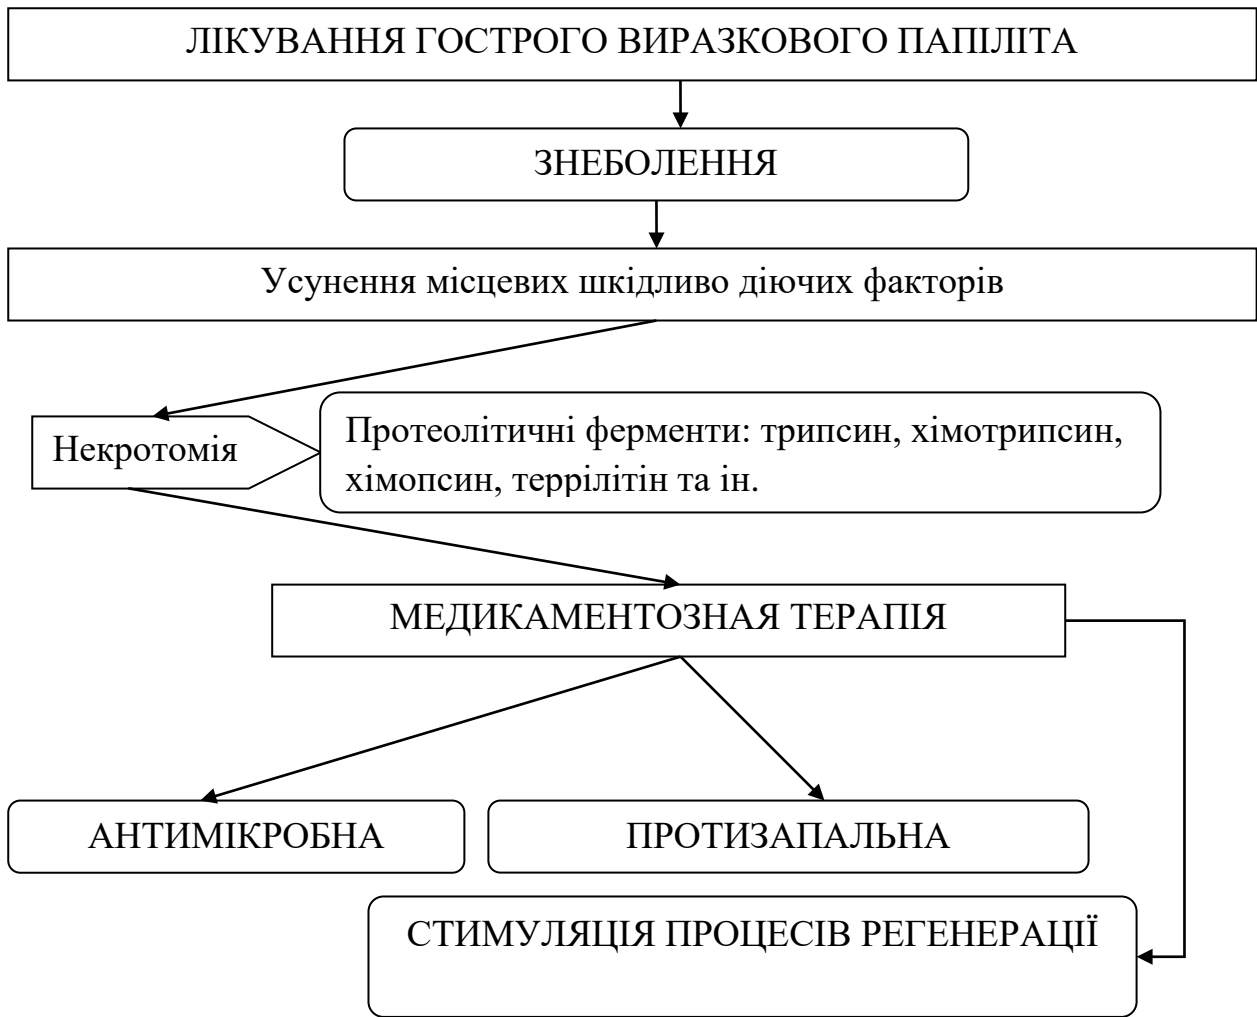 ЛІКУВАННЯ ГОСТРОГО ВИРАЗКОВОГО ПАПІЛІТА
ЗНЕБОЛЕННЯ
Усунення місцевих шкідливо діючих факторів
Некротомія
Протеолітичні ферменти: трипсин, хімотрипсин,
хімопсин, террілітін та ін.
МЕДИКАМЕНТОЗНАЯ ТЕРАПІЯ
АНТИМІКРОБНА
ПРОТИЗАПАЛЬНА
СТИМУЛЯЦІЯ ПРОЦЕСІВ РЕГЕНЕРАЦІЇ